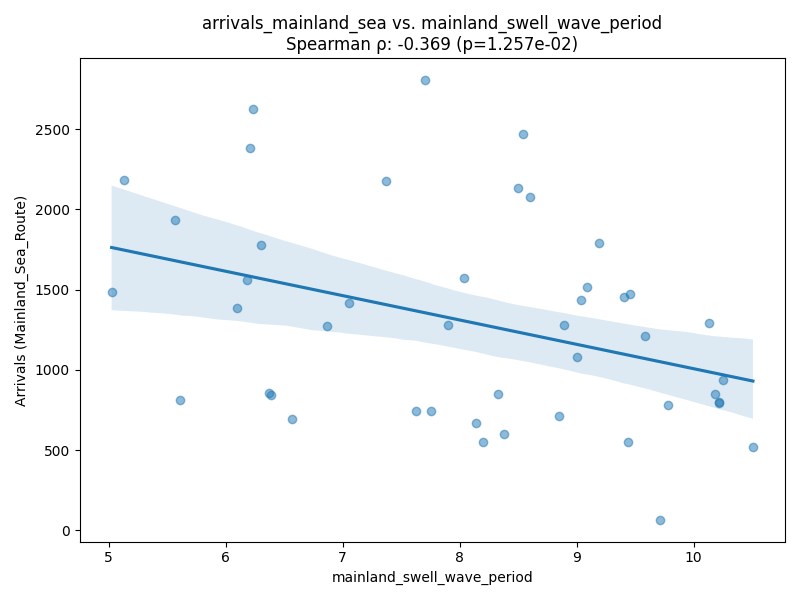 arrivals_mainland_sea vs. mainland_swell_wave_period
Spearman ρ: -0.369 (p=1.257e-02)
Arrivals (Mainland_Sea_Route)
2500
2000
1500
1000
500
0
5 6 7 8 9 10
mainland_swell_wave_period